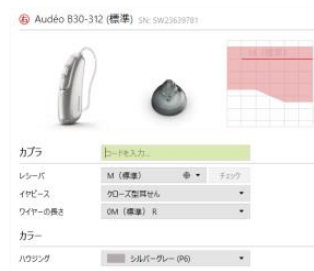 右 Audéo B30-312 (標準) SN: SW23639781
M (標準)
カプラ コードを入力...
レシーバ M (標準) チェック
イヤピース クローズ型耳せん
ワイヤーの長さ 0M (標準) R
カラー
ハウジング シルバーグレー (P6)